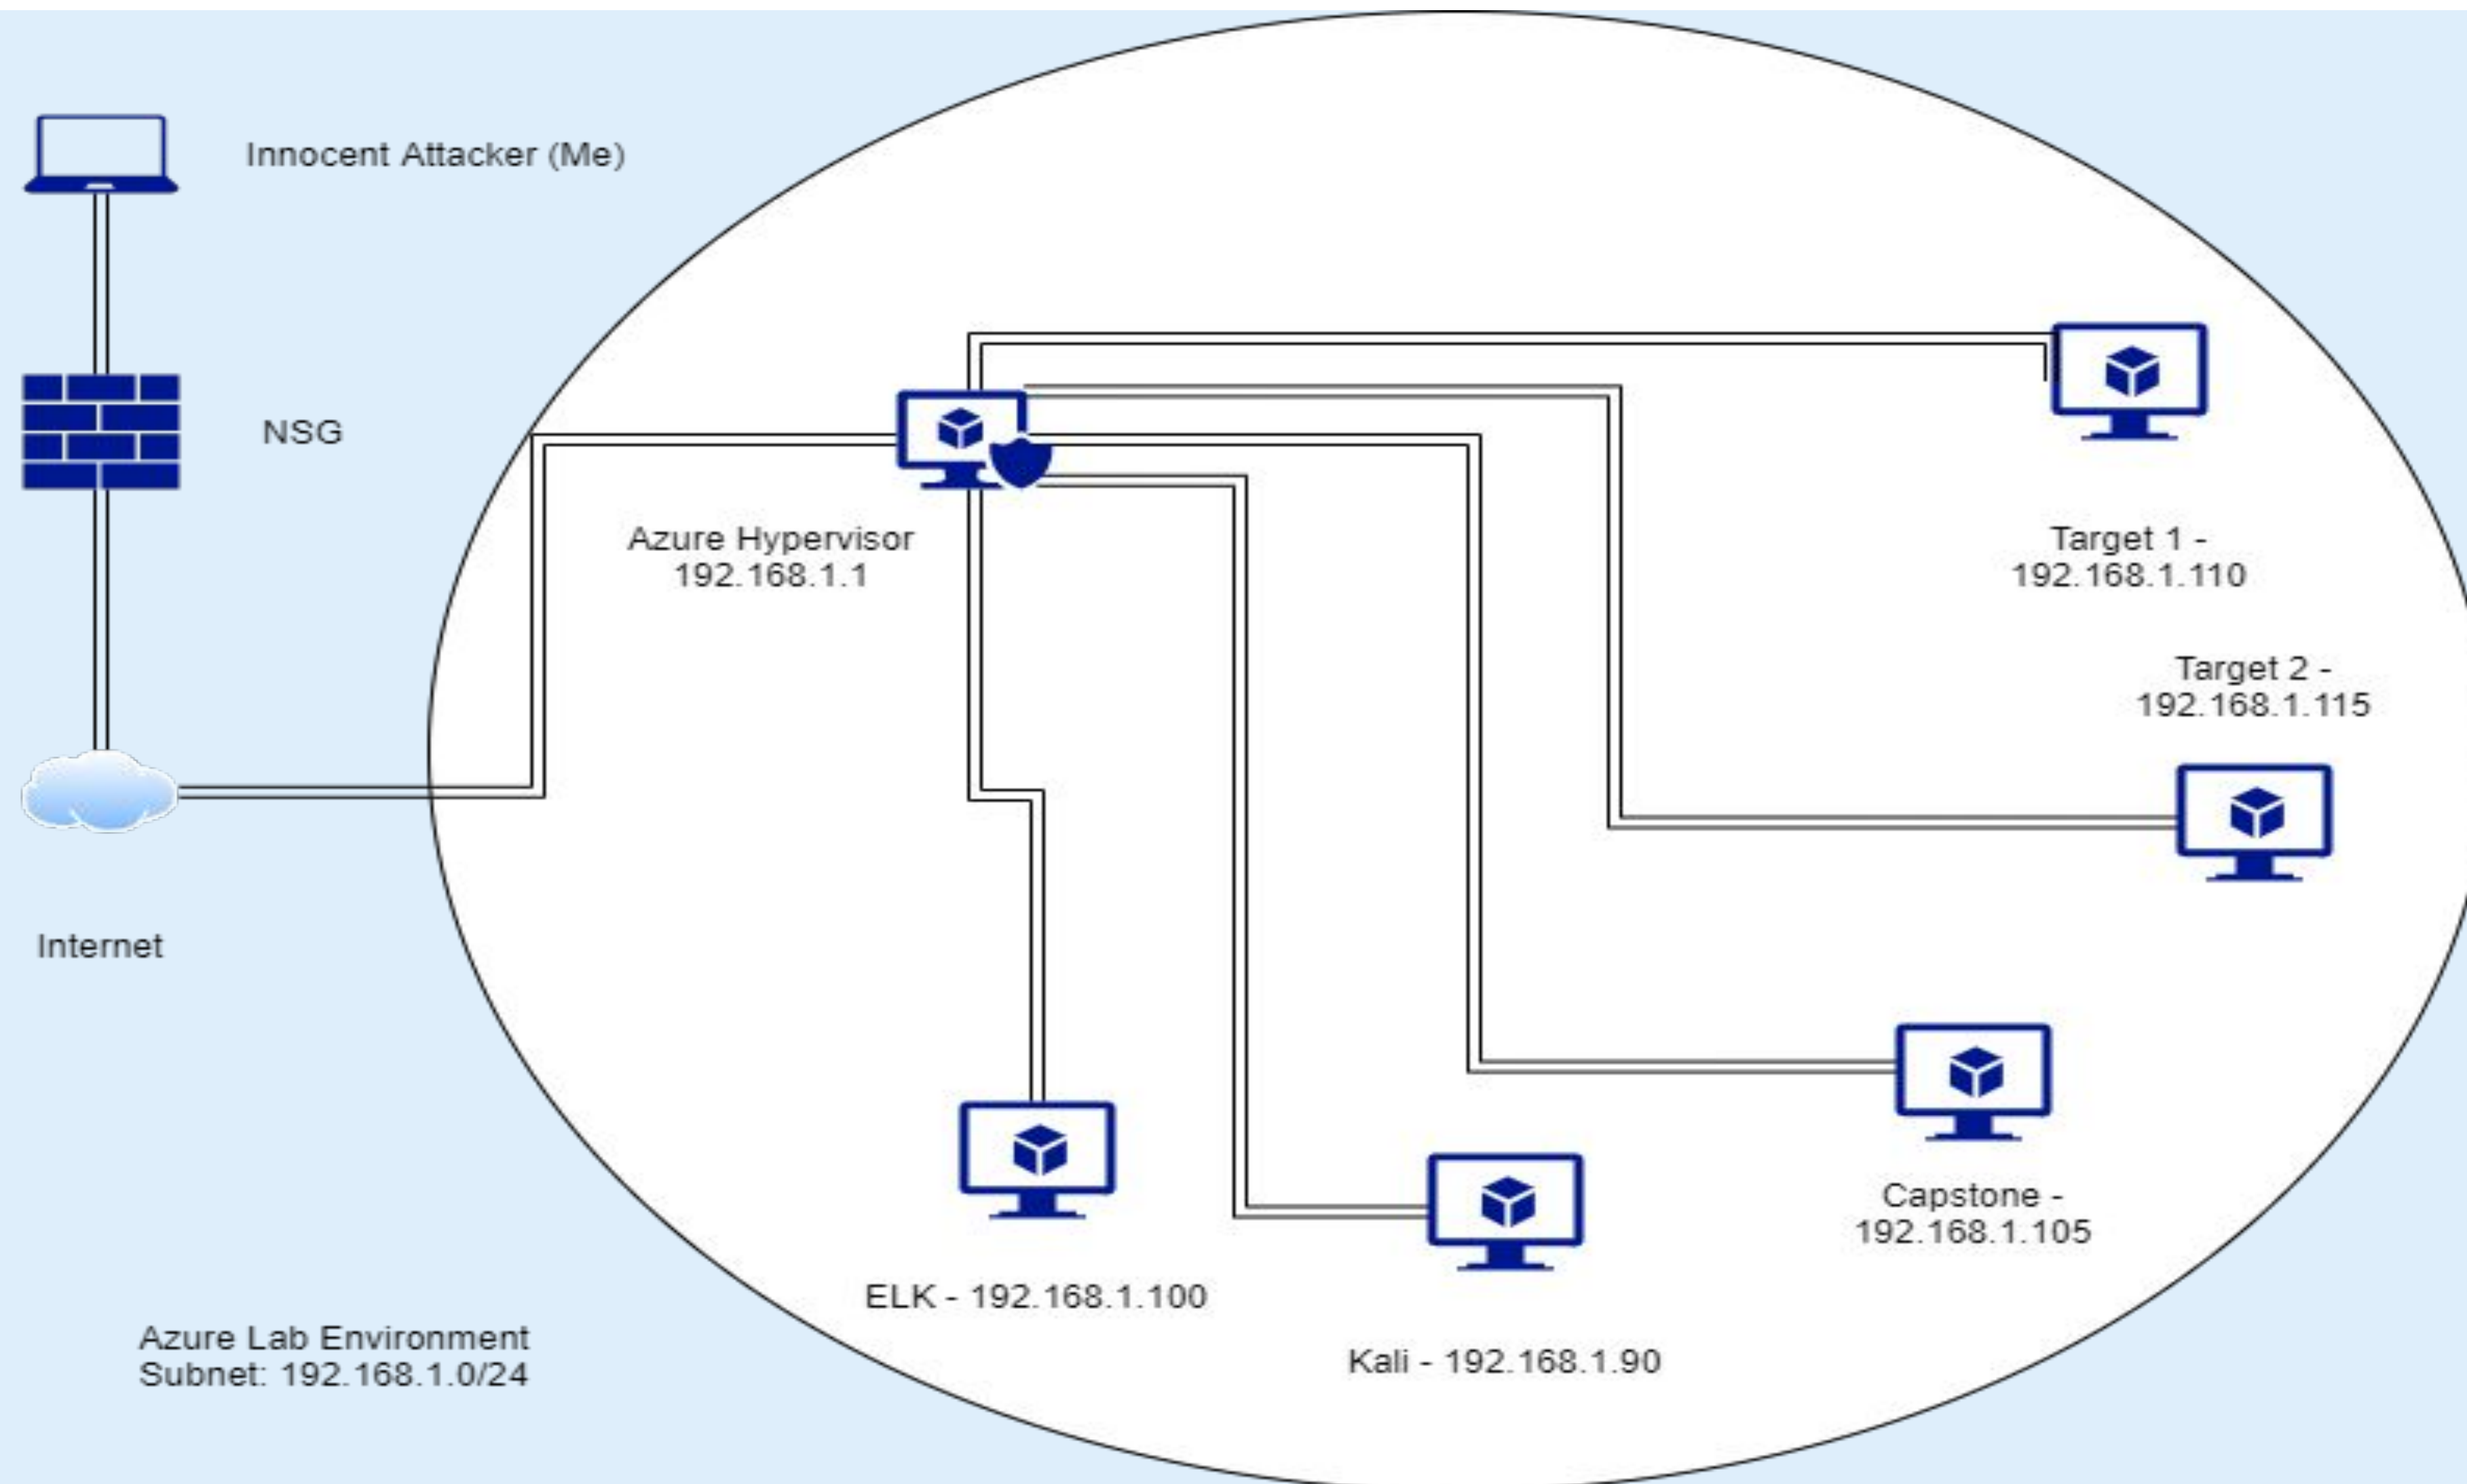 Innocent Attacker (Me)
NSG
Internet
Azure Hypervisor
192.168.1.1
Target 1 -
192.168.1.110
Target 2 -
192.168.1.115
Capstone -
192.168.1.105
ELK - 192.168.1.100
Kali - 192.168.1.90
Azure Lab Environment
Subnet: 192.168.1.0/24